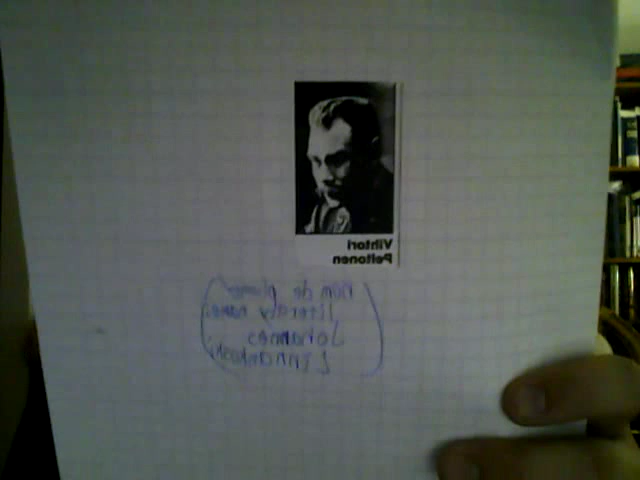 Vihtori
Peltonen
(nom de plume/
literary name:
Johannes
Linnankoski)